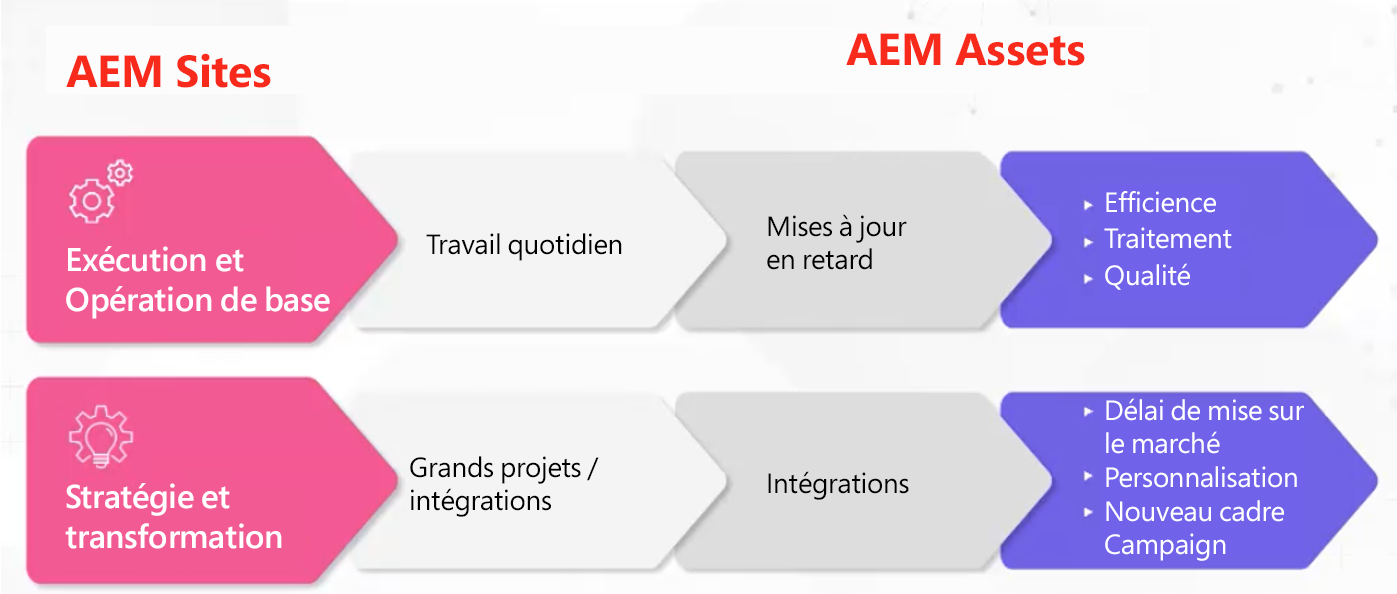 AEM Sites
AEM Assets
Exécution et
Opération de base
Travail quotidien
Mises à jour
en retard
Efficience
Traitement
Qualité
Stratégie et
transformation
Grands projets /
intégrations
Intégrations
Délai de mise sur
le marché
Personnalisation
Nouveau cadre
Campaign